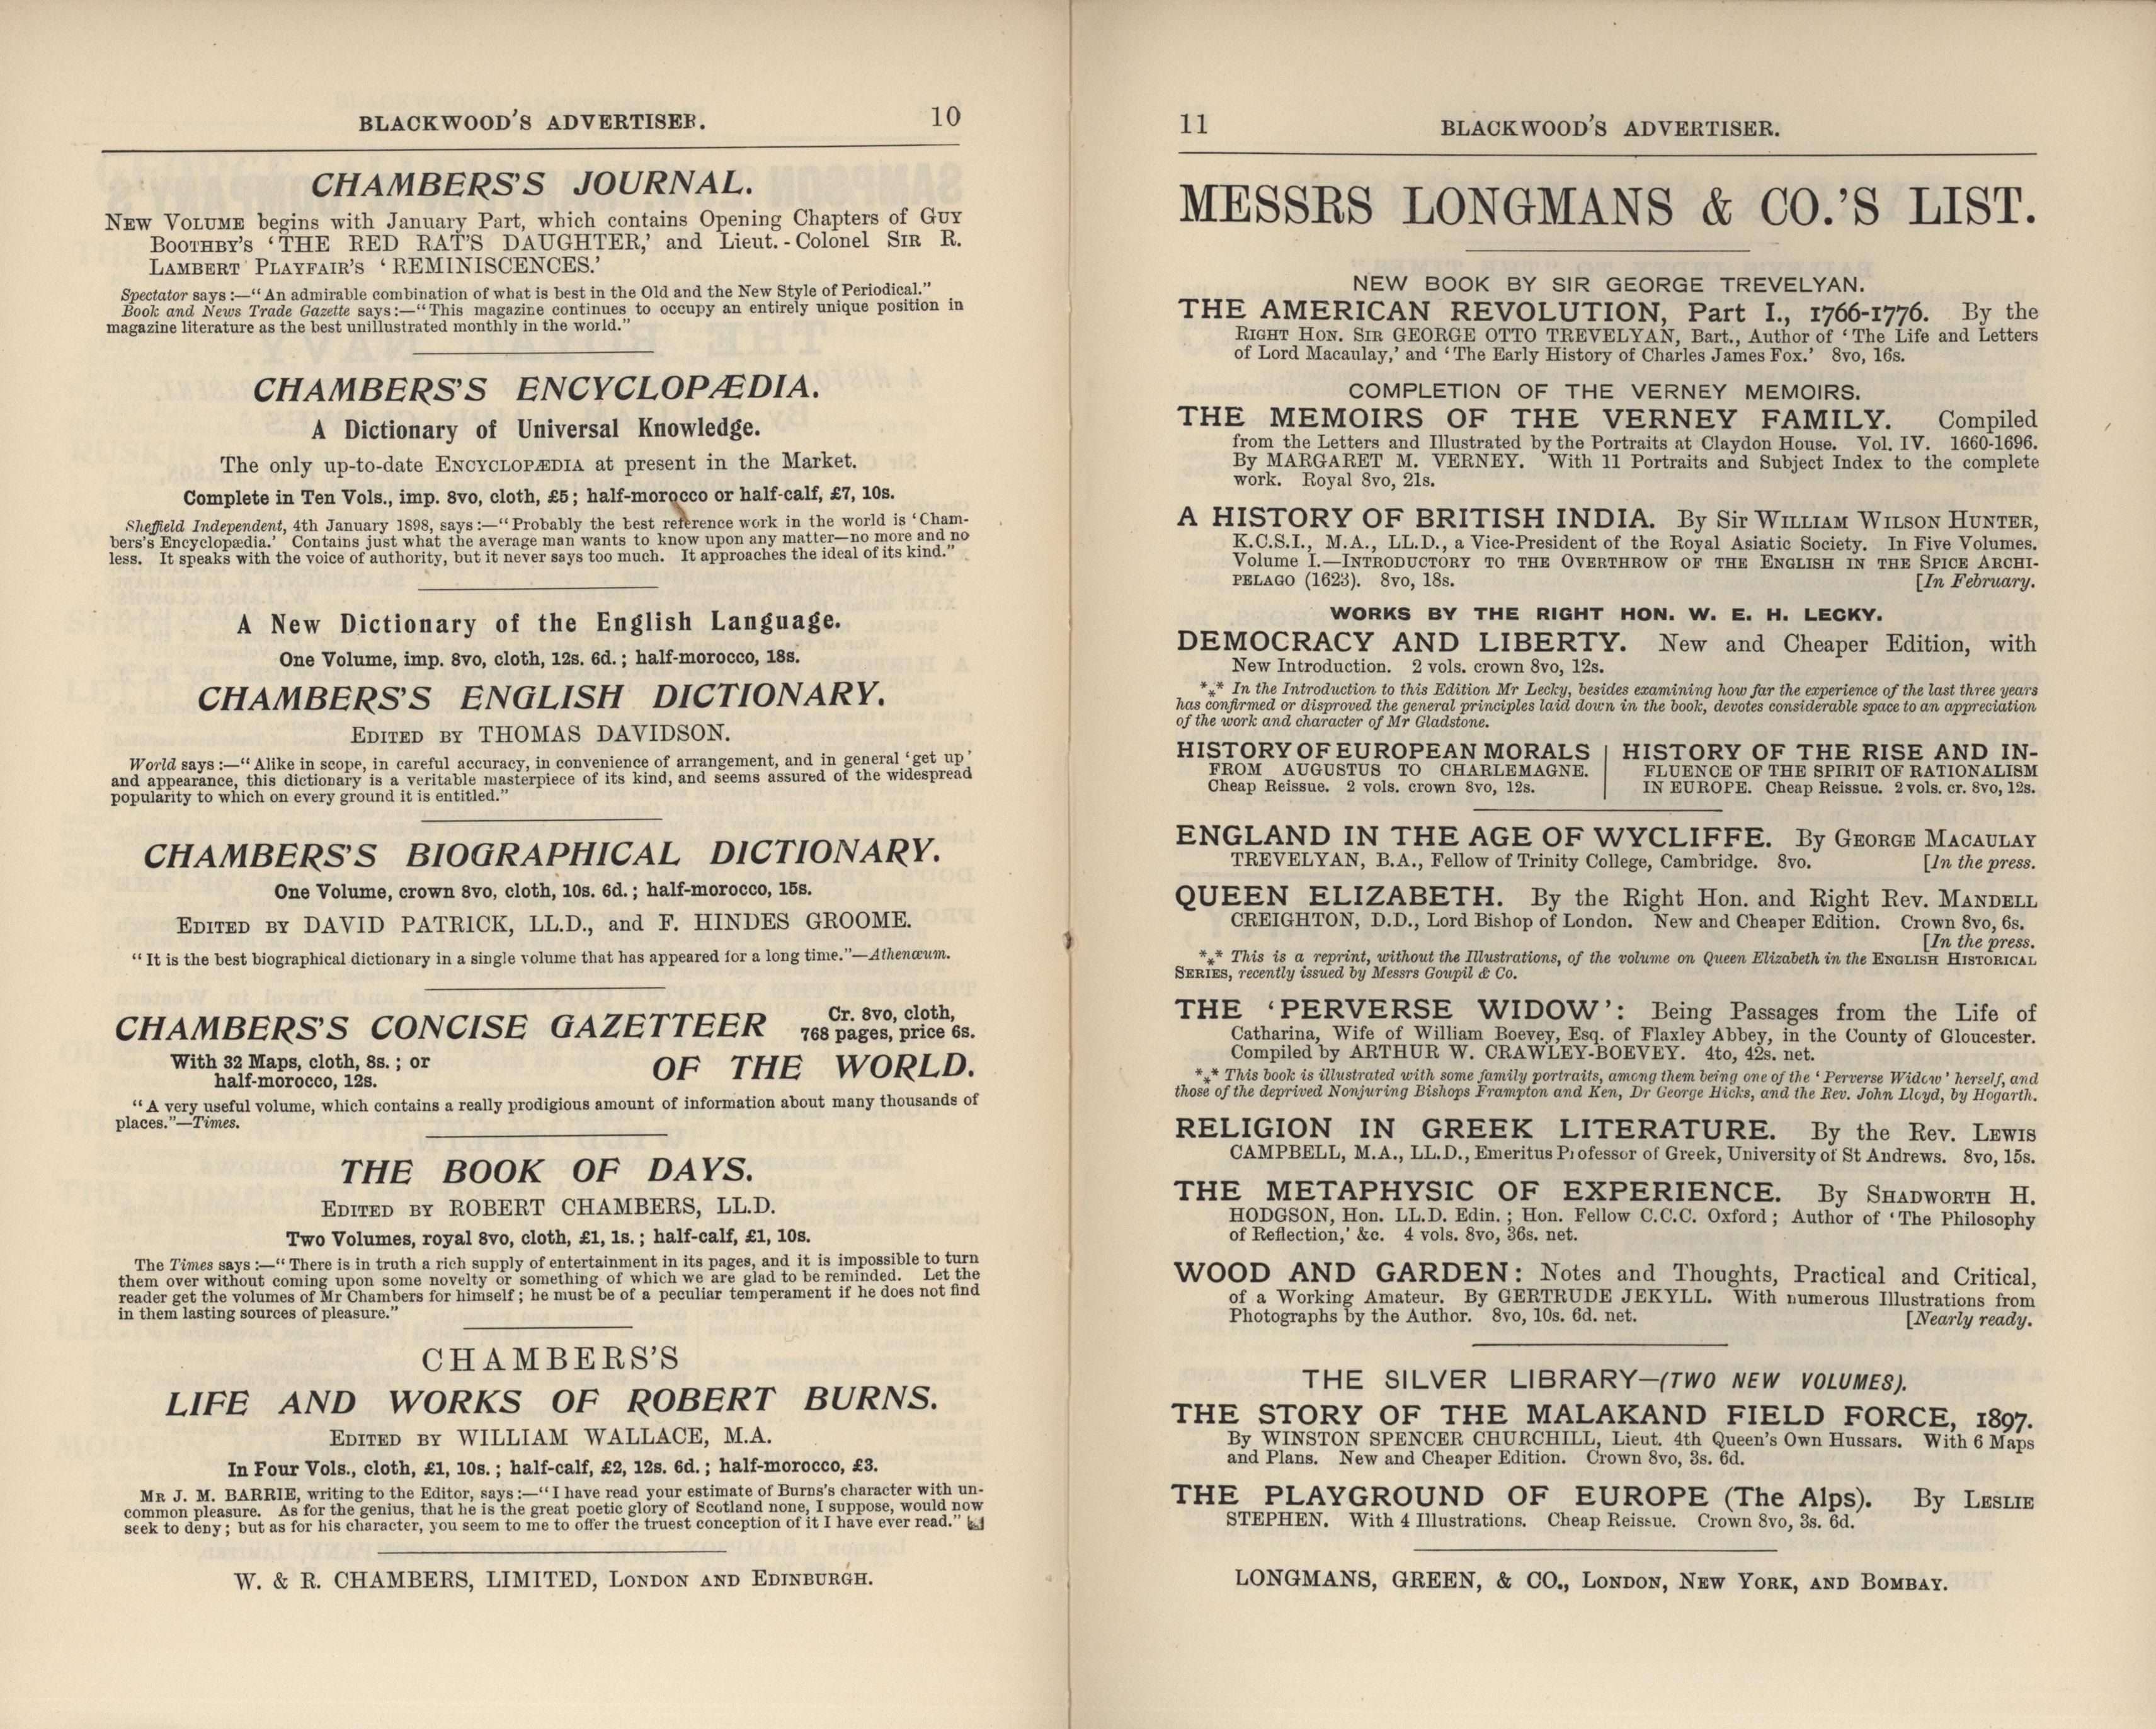 BLACKWOOD'S ADVERTISER. 10
CHAMBERS'S JOURNAL.
NEW VOLUME begins with January Part, which contains Opening Chapters of GUY
BOOTHBY'S ‘THE RED RAT'S DAUGHTER,’ and Lieut.-Colonel SIR R.
LAMBERT PLAYFAIR'S ‘REMINISCENCES.’
Spectator says:—“An admirable combination of what is best in the Old and the New Style of Periodical.”
Book and News Trade Gazette says:—“This magazine continues to occupy an entirely unique position in
magazine literature as the best unillustrated monthly in the world.”
CHAMBERS'S ENCYCLOPÆDIA.
A Dictionary of Universal Knowledge.
The only up-to-date ENCYCLOPÆDIA at present in the Market.
Complete in Ten Vols., imp. 8vo, cloth, £5; half-morocco or half-calf, £7, 10s.
Sheffield Independent, 4th January 1898, says:—“Probably the best reference work in the world is ‘Cham-
bers's Encyclopædia.’ Contains just what the average man wants to know upon any matter—no more and no
less. It speaks with the voice of authority, but it never says too much. It approaches the ideal of its kind.”
A New Dictionary of the English Language.
One Volume, imp. 8vo, cloth, 12s. 6d.; half-morocco, 18s.
CHAMBERS'S ENGLISH DICTIONARY.
EDITED BY THOMAS DAVIDSON.
World says:—“Alike in scope, in careful accuracy, in convenience of arrangement, and in general ‘get up’
and appearance, this dictionary is a veritable masterpiece of its kind, and seems assured of the widespread
popularity to which on every ground it is entitled.”
CHAMBERS'S BIOGRAPHICAL DICTIONARY.
One Volume, crown 8vo, cloth, 10s. 6d.; half-morocco, 15s.
EDITED BY DAVID PATRICK, LL.D., and F. HINDES GROOME.
“It is the best biographical dictionary in a single volume that has appeared for a long time.”—Athenæum.
CHAMBERS'S CONCISE GAZETTEER Cr. 8vo, cloth,
768 pages, price 6s.
With 32 Maps, cloth, 8s.; or
half-morocco, 12s.
OF THE WORLD.
“A very useful volume, which contains a really prodigious amount of information about many thousands of
places.”—Times.
THE BOOK OF DAYS.
EDITED BY ROBERT CHAMBERS, LL.D.
Two Volumes, royal 8vo, cloth, £1, 1s.; half-calf, £1, 10s.
The Times says:—“There is in truth a rich supply of entertainment in its pages, and it is impossible to turn
them over without coming upon some novelty or something of which we are glad to be reminded. Let the
reader get the volumes of Mr Chambers for himself; he must be of a peculiar temperament if he does not find
in them lasting sources of pleasure.”
CHAMBERS'S
LIFE AND WORKS OF ROBERT BURNS.
EDITED BY WILLIAM WALLACE, M.A.
In Four Vols., cloth, £1, 10s.; half-calf, £2, 12s. 6d.; half-morocco, £3.
MR J. M. BARRIE, writing to the Editor, says:—“I have read your estimate of Burns's character with un-
common pleasure. As for the genius, that he is the great poetic glory of Scotland none, I suppose, would now
seek to deny; but as for his character, you seem to me to offer the truest conception of it I have ever read.”
W. & R. CHAMBERS, LIMITED, LONDON AND EDINBURGH.
11 BLACKWOOD'S ADVERTISER.
MESSRS LONGMANS & CO.'S LIST.
NEW BOOK BY SIR GEORGE TREVELYAN.
THE AMERICAN REVOLUTION, Part I., 1766-1776. By the
RIGHT HON. SIR GEORGE OTTO TREVELYAN, Bart., Author of ‘The Life and Letters
of Lord Macaulay,’ and ‘The Early History of Charles James Fox.’ 8vo, 16s.
COMPLETION OF THE VERNEY MEMOIRS.
THE MEMOIRS OF THE VERNEY FAMILY. Compiled
from the Letters and Illustrated by the Portraits at Claydon House. Vol. IV. 1660-1696.
By MARGARET M. VERNEY. With 11 Portraits and Subject Index to the complete
work. Royal 8vo, 21s.
A HISTORY OF BRITISH INDIA. By Sir WILLIAM WILSON HUNTER,
K.C.S.I., M.A., LL.D., a Vice-President of the Royal Asiatic Society. In Five Volumes.
Volume I.—INTRODUCTORY TO THE OVERTHROW OF THE ENGLISH IN THE SPICE ARCHI-
PELAGO (1623). 8vo, 18s. [In February.
WORKS BY THE RIGHT HON. W. E. H. LECKY.
DEMOCRACY AND LIBERTY. New and Cheaper Edition, with
New Introduction. 2 vols. crown 8vo, 12s.
*** In the Introduction to this Edition Mr Lecky, besides examining how far the experience of the last three years
has confirmed or disproved the general principles laid down in the book, devotes considerable space to an appreciation
of the work and character of Mr Gladstone.
HISTORY OF EUROPEAN MORALS
FROM AUGUSTUS TO CHARLEMAGNE.
Cheap Reissue. 2 vols. crown 8vo, 12s.
HISTORY OF THE RISE AND IN-
FLUENCE OF THE SPIRIT OF RATIONALISM
IN EUROPE. Cheap Reissue. 2 vols. cr. 8vo, 12s.
ENGLAND IN THE AGE OF WYCLIFFE. By GEORGE MACAULAY
TREVELYAN, B.A., Fellow of Trinity College, Cambridge. 8vo. [In the press.
QUEEN ELIZABETH. By the Right Hon. and Right Rev. MANDELL
CREIGHTON, D.D., Lord Bishop of London. New and Cheaper Edition. Crown 8vo, 6s.
[In the press.
*** This is a reprint, without the Illustrations, of the volume on Queen Elizabeth in the ENGLISH HISTORICAL
SERIES, recently issued by Messrs Goupil & Co.
THE ‘PERVERSE WIDOW’: Being Passages from the Life of
Catharina, Wife of William Boevey, Esq. of Flaxley Abbey, in the County of Gloucester.
Compiled by ARTHUR W. CRAWLEY-BOEVEY. 4to, 42s. net.
*** This book is illustrated with some family portraits, among them being one of the ‘Perverse Widow’ herself, and
those of the deprived Nonjuring Bishops Frampton and Ken, Dr George Hicks, and the Rev. John Lloyd, by Hogarth.
RELIGION IN GREEK LITERATURE. By the Rev. LEWIS
CAMPBELL, M.A., LL.D., Emeritus Professor of Greek, University of St Andrews. 8vo, 15s.
THE METAPHYSIC OF EXPERIENCE. By SHADWORTH H.
HODGSON, Hon. LL.D. Edin.; Hon. Fellow C.C.C. Oxford; Author of ‘The Philosophy
of Reflection,’ &c. 4 vols. 8vo, 36s. net.
WOOD AND GARDEN: Notes and Thoughts, Practical and Critical,
of a Working Amateur. By GERTRUDE JEKYLL. With numerous Illustrations from
Photographs by the Author. 8vo, 10s. 6d. net. [Nearly ready.
THE SILVER LIBRARY—(TWO NEW VOLUMES).
THE STORY OF THE MALAKAND FIELD FORCE, 1897.
By WINSTON SPENCER CHURCHILL, Lieut. 4th Queen's Own Hussars. With 6 Maps
and Plans. New and Cheaper Edition. Crown 8vo, 3s. 6d.
THE PLAYGROUND OF EUROPE (The Alps). By LESLIE
STEPHEN. With 4 Illustrations. Cheap Reissue. Crown 8vo, 3s. 6d.
LONGMANS, GREEN, & CO., LONDON, NEW YORK, AND BOMBAY.